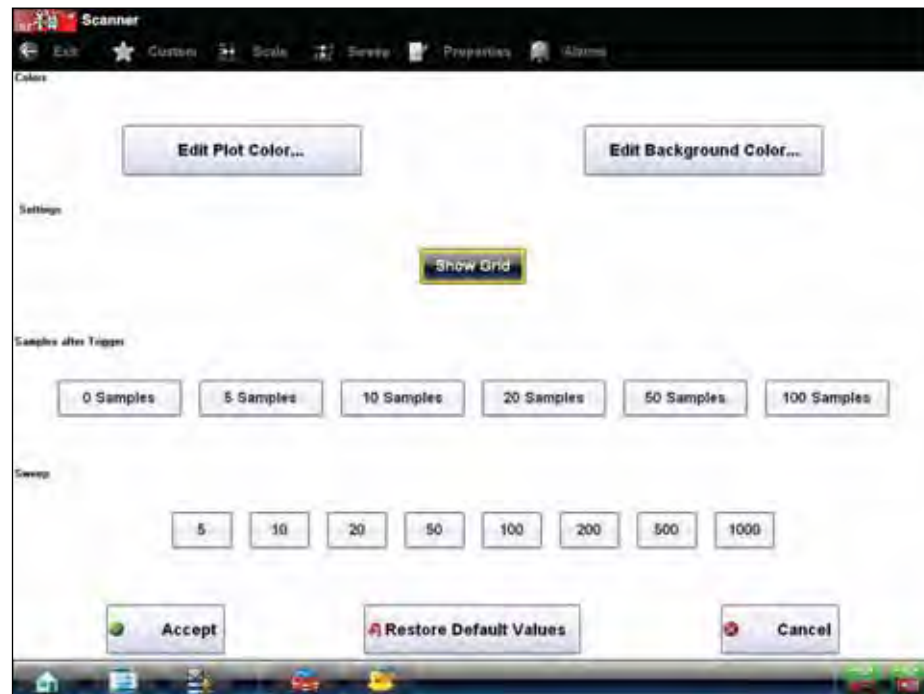 Scanner
Exit Custom Scale Sweep Properties Alarms
Colors
Edit Plot Color... Edit Background Color...
Settings
Show Grid
Samples after Trigger
0 Samples 5 Samples 10 Samples 20 Samples 50 Samples 100 Samples
Sweep
5 10 20 50 100 200 500 1000
Accept Restore Default Values Cancel